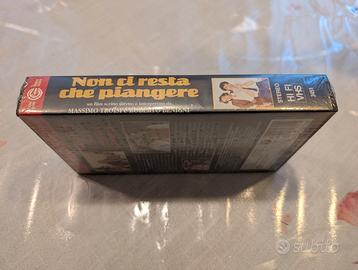 Non ci resta
che piangere
un film scritto diretto e interpretato da
MASSIMO TROISI e ROBERTO BENIGNI
STEREO
HI FI
VHS
subito